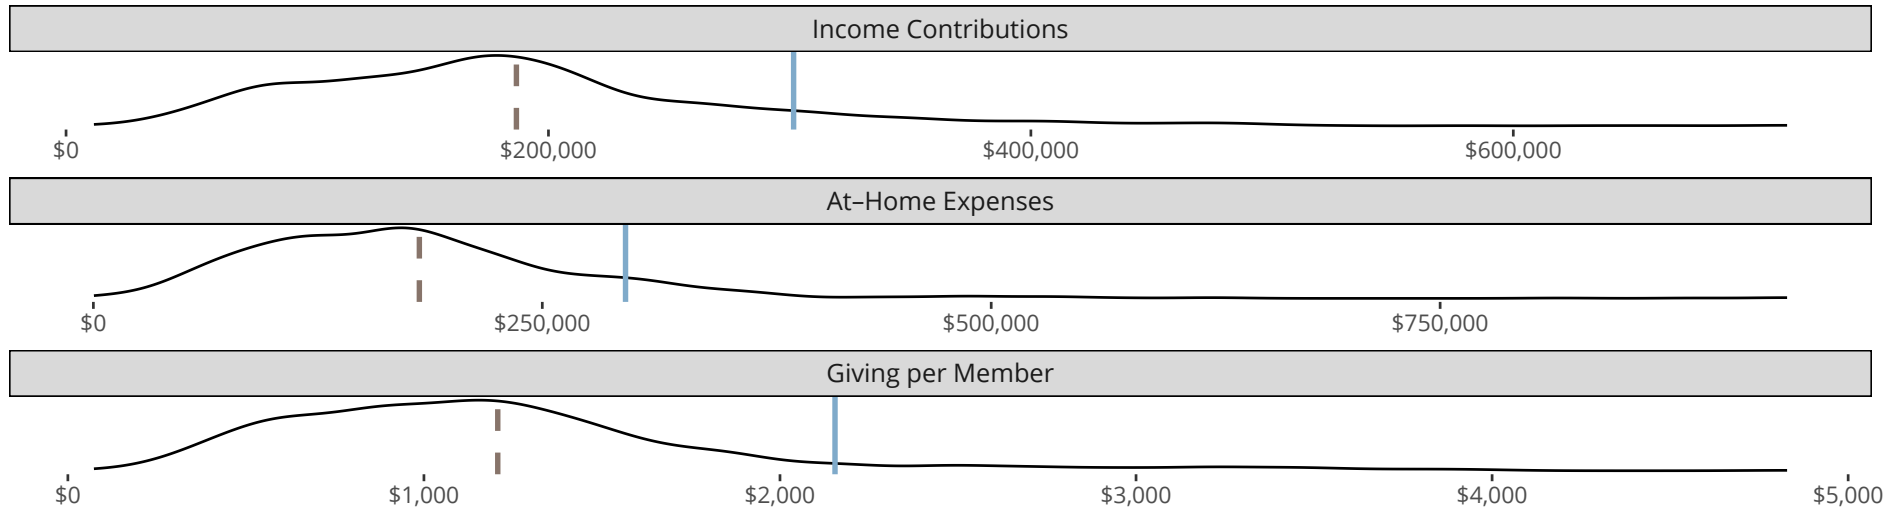 Income Contributions
$0 $200,000 $400,000 $600,000
At–Home Expenses
$0 $250,000 $500,000 $750,000
Giving per Member
$0 $1,000 $2,000 $3,000 $4,000 $5,000